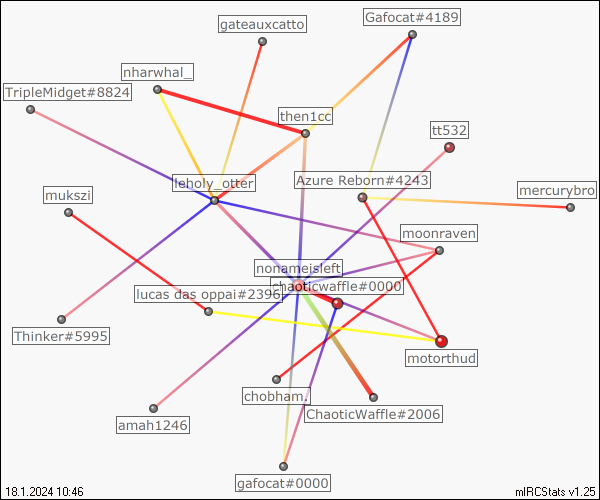 gateauxcatto
Gafocat#4189
nharwhal_
TripleMidget#8824
then1cc
tt532
leholy_otter
Azure Reborn#4243
mercurybro
mukszi
moonraven
nonameisleft
chaoticwaffle#0000
lucas das oppai#2396
Thinker#5995
motorthud
chobham.
ChaoticWaffle#2006
amah1246
gafocat#0000
18.1.2024 10:46
mIRCStats v1.25